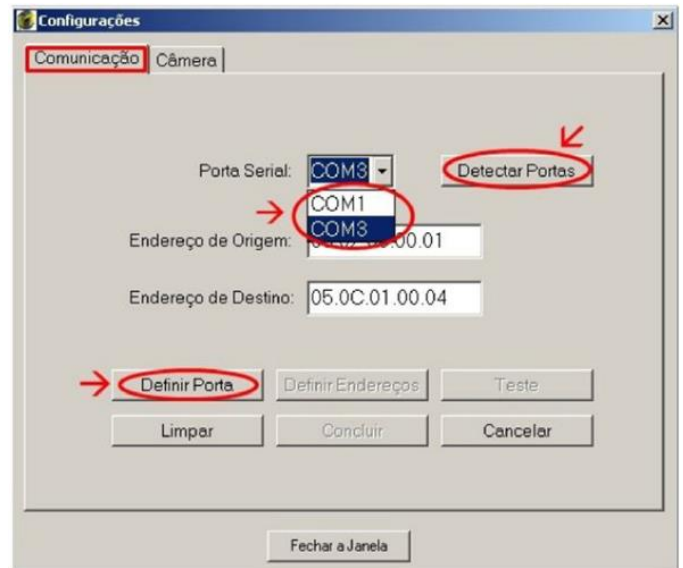 Configurações
Comunicação Câmera
Porta Serial: COM3 Detectar Portas
COM1
COM3
Endereço de Origem: .00.01
Endereço de Destino: 05.0C.01.00.04
Definir Porta Definir Endereços Teste
Limpar Concluir Cancelar
Fechar a Janela